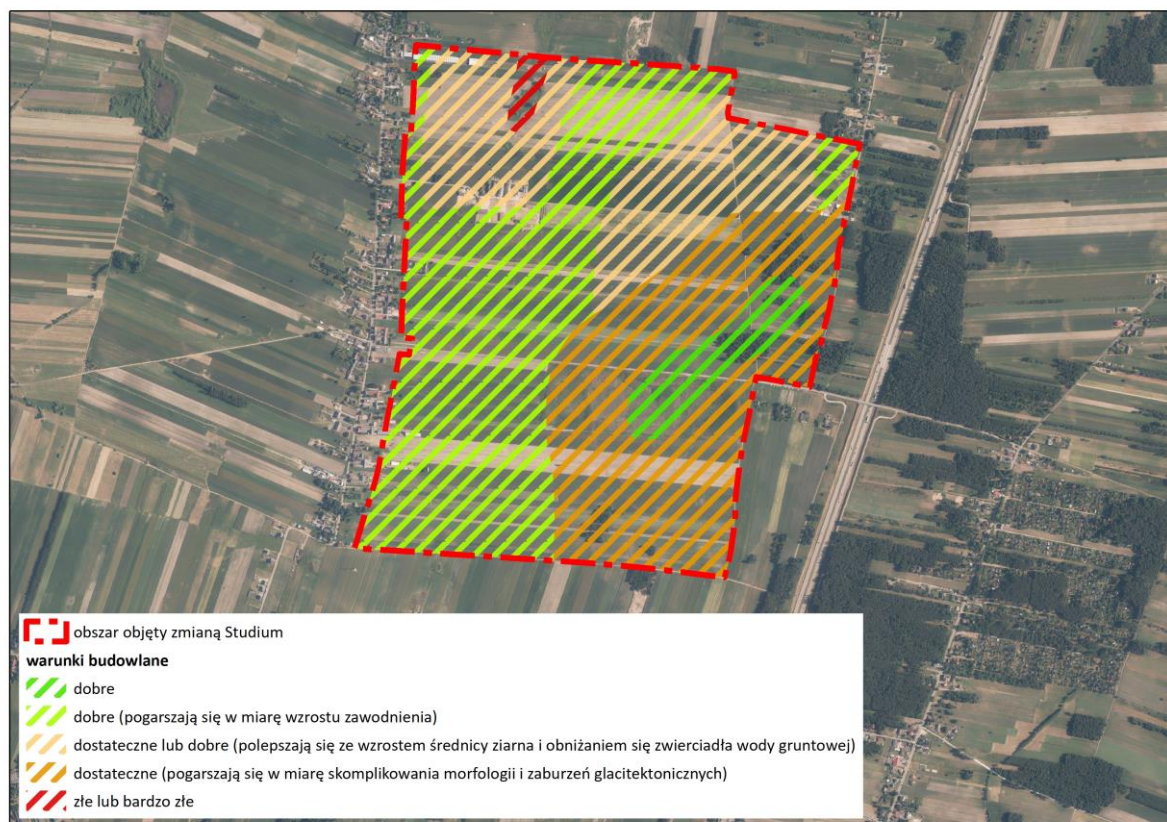 obszar objęty zmianą Studium
warunki budowlane
dobre
dobre (pogarszają się w miarę wzrostu zawodnienia)
dostateczne lub dobre (polepszają się ze wzrostem średnicy ziarna i obniżaniem się zwierciadła wody gruntowej)
dostateczne (pogarszają się w miarę skomplikowania morfologii i zaburzeń glacitektonicznych)
złe lub bardzo złe